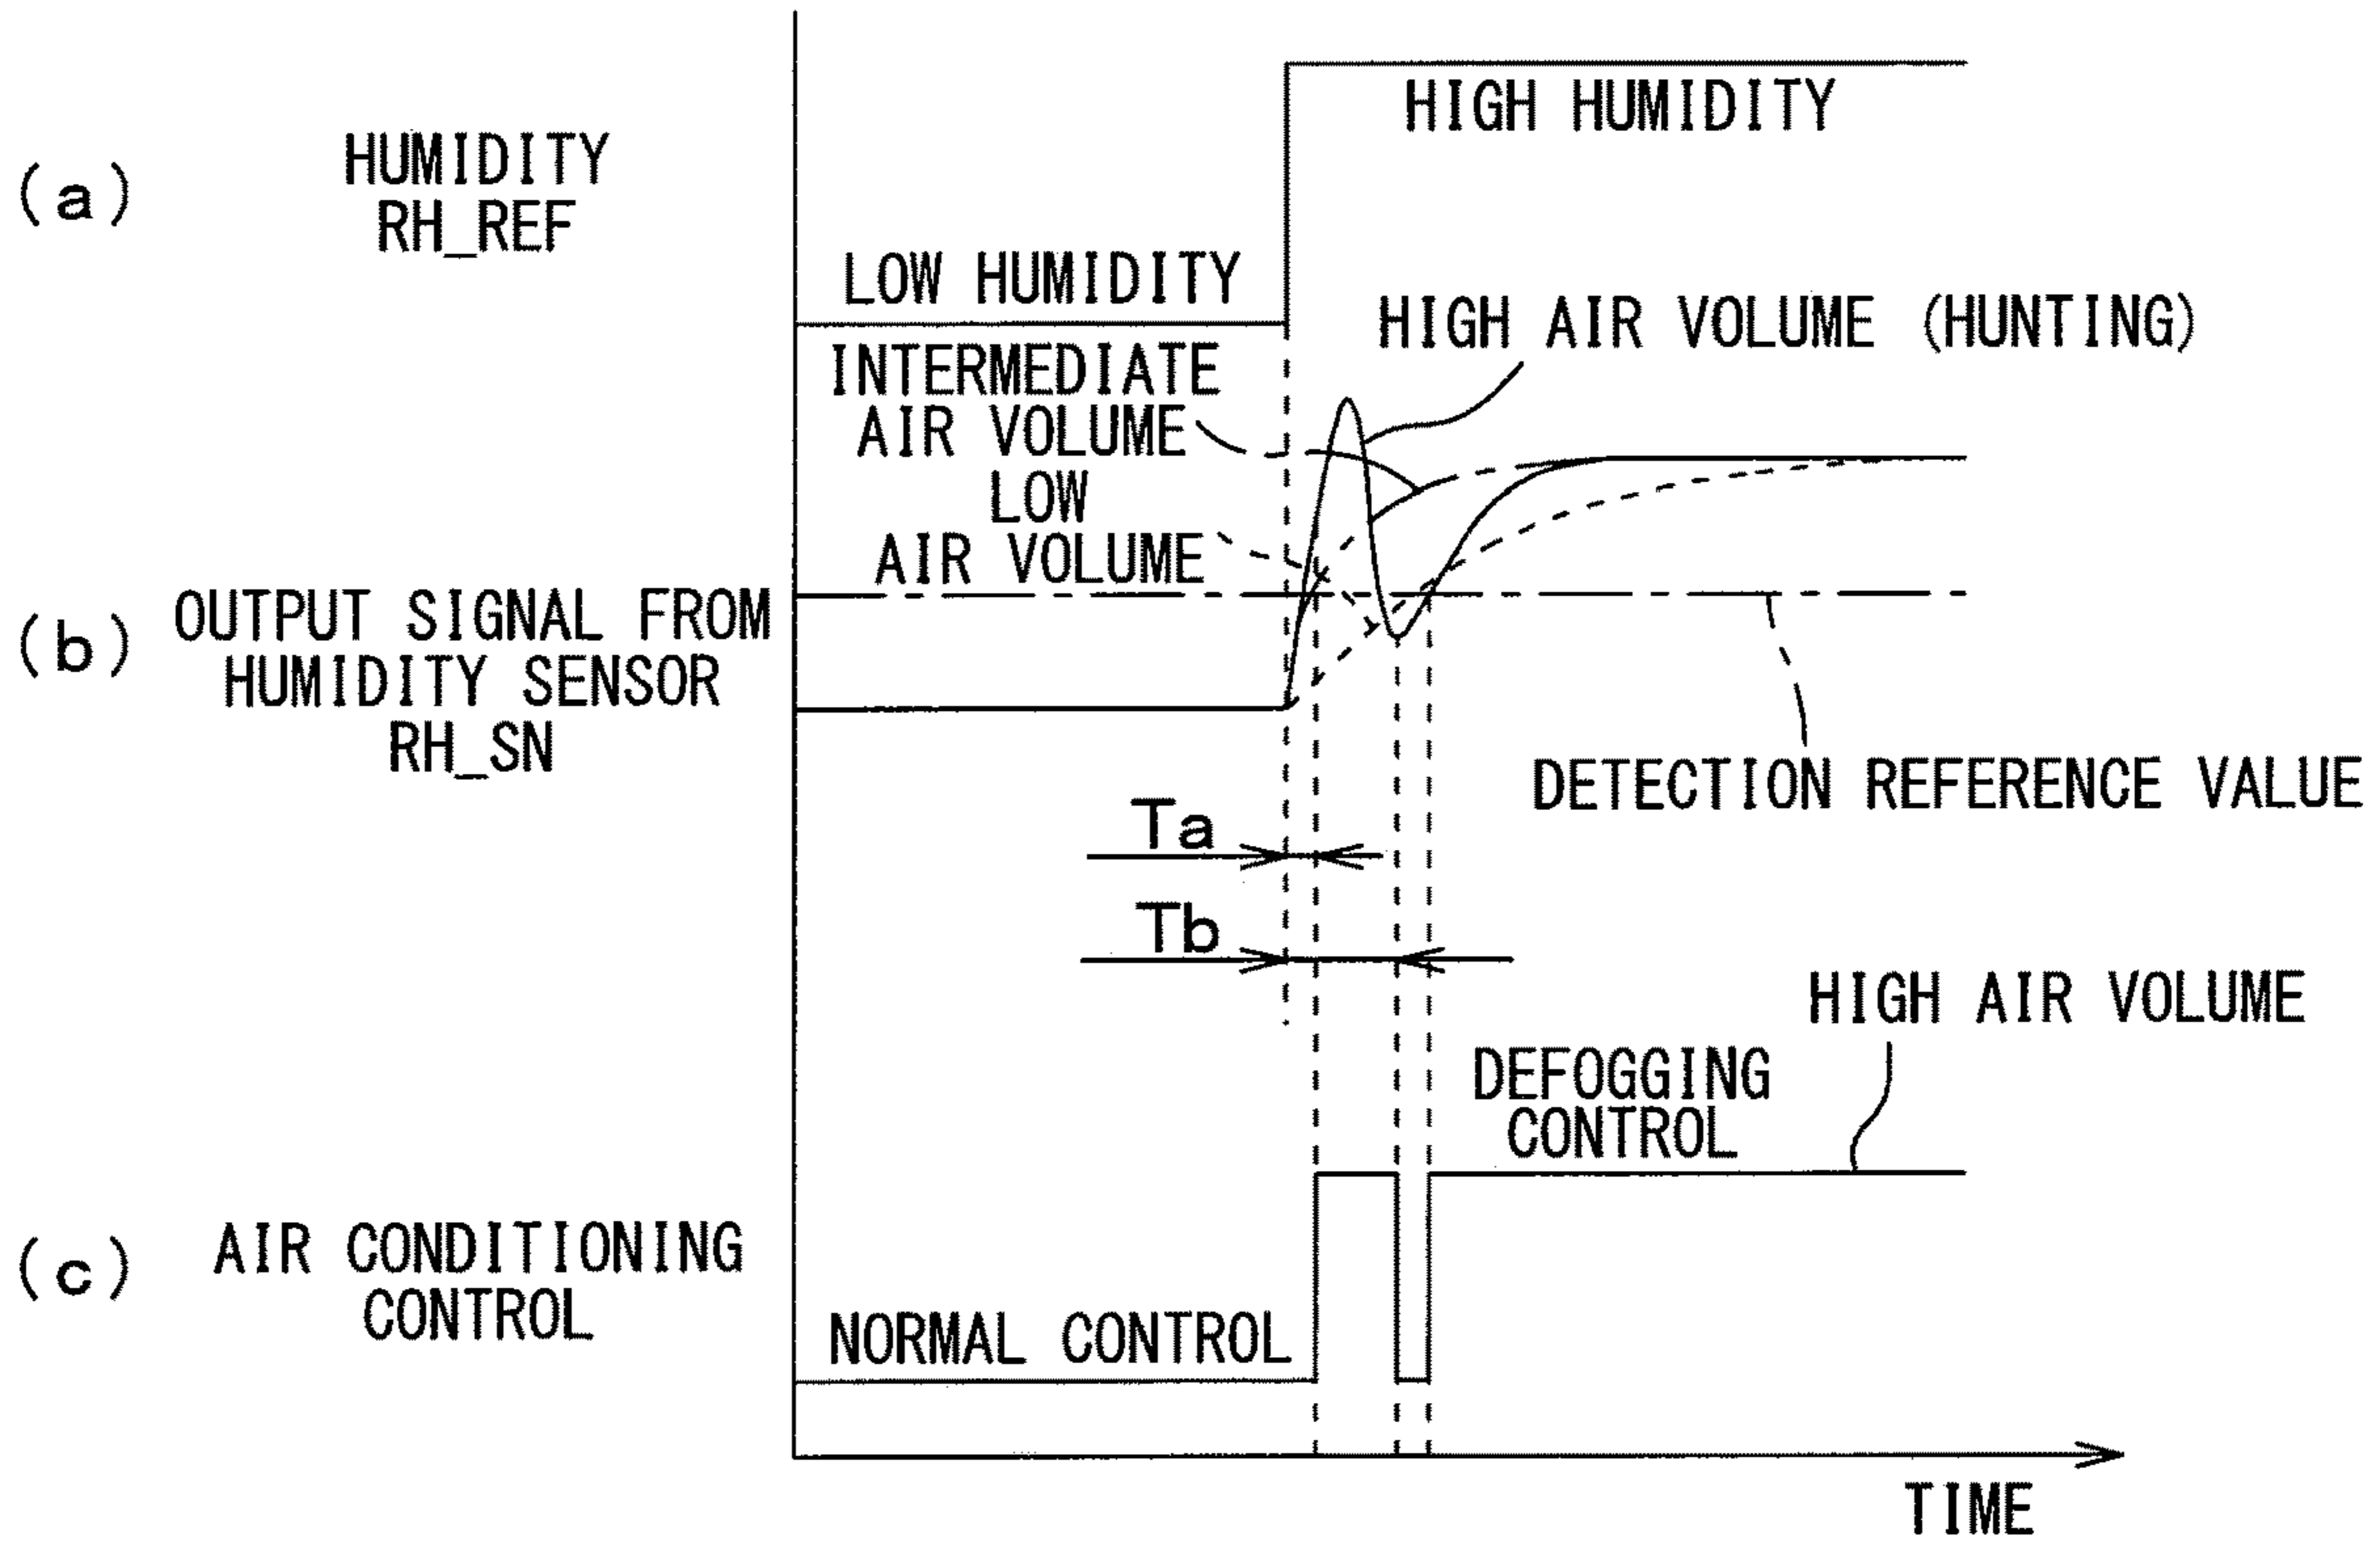 (a)
HUMIDITY
RH_REF
LOW HUMIDITY
HIGH HUMIDITY
HIGH AIR VOLUME (HUNTING)
INTERMEDIATE
AIR VOLUME
LOW
AIR VOLUME
(b)
OUTPUT SIGNAL FROM
HUMIDITY SENSOR
RH_SN
DETECTION REFERENCE VALUE
Ta
Tb
HIGH AIR VOLUME
DEFOGGING
CONTROL
(c)
AIR CONDITIONING
CONTROL
NORMAL CONTROL
TIME